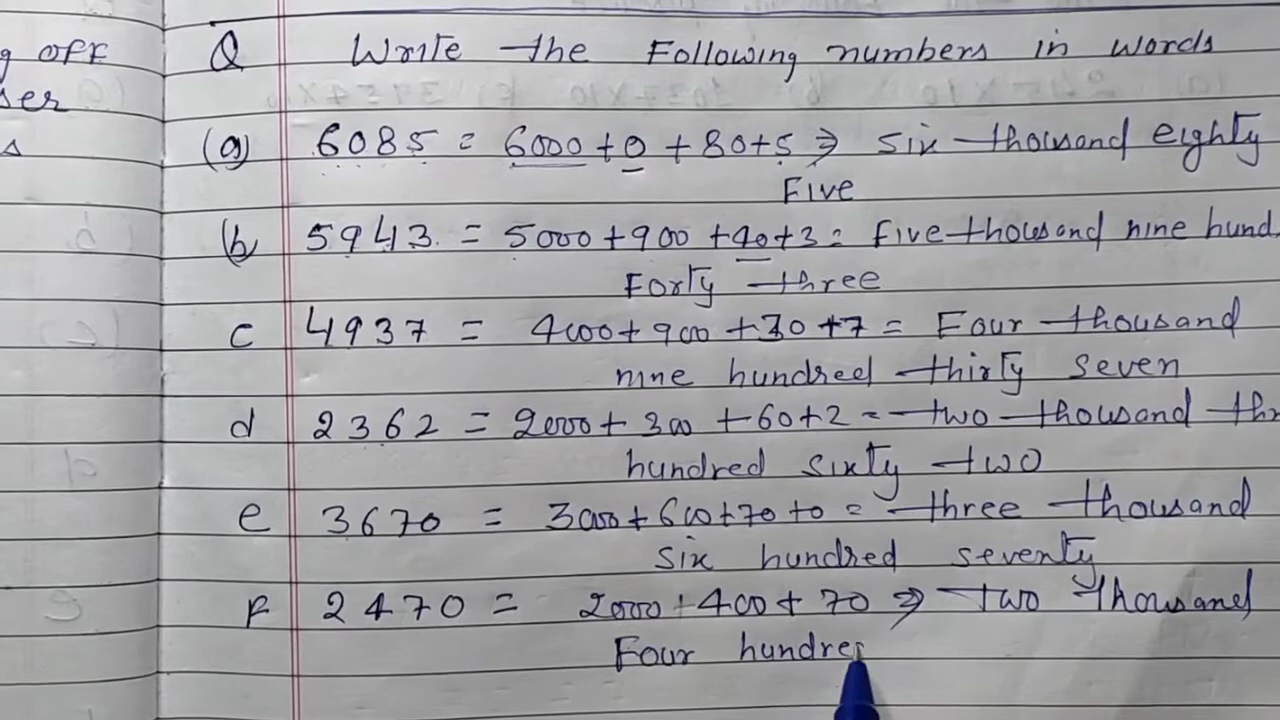 g off
ser
s
Q Write the Following numbers in words
(a) 6085 = 6000 + 0 + 80+5 ⇒ six thousand eighty
Five
(b) 5943 = 5000+900 +40+3 = Five thousand nine hund
Forty three
c 4937 = 4000+900 +30+7 = Four thousand
nine hundred thirty seven
d 2362 = 2000+ 300 +60+2 = two thousand thr
hundred sixty two
e 3670 = 3000+600+70+0 = three thousand
six hundred seventy
F 2470 = 2000+400+ 70 ⇒ two thousand
Four hundre